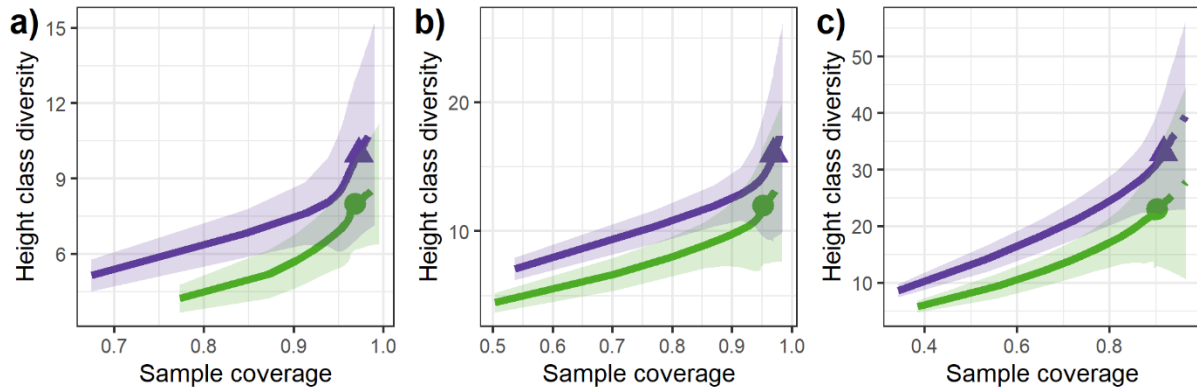 a)
Height class diversity
15
12
9
6
0.7 0.8 0.9 1.0
Sample coverage
b)
Height class diversity
20
10
0.5 0.6 0.7 0.8 0.9 1.0
Sample coverage
c)
Height class diversity
50
40
30
20
10
0.4 0.6 0.8
Sample coverage